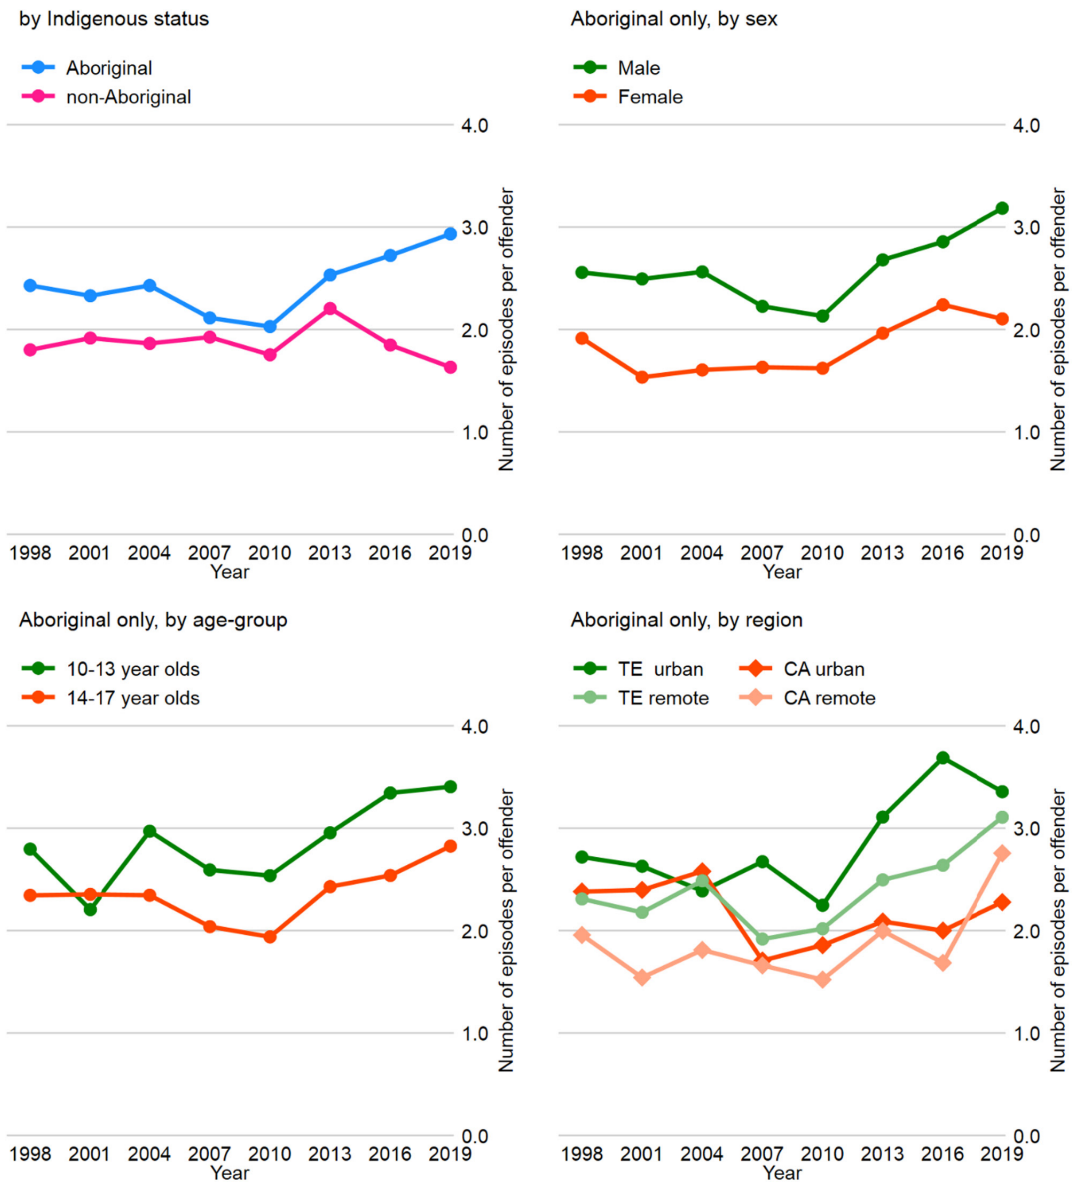 by Indigenous status
Aboriginal
non-Aboriginal
4.0
3.0
2.0
1.0
0.0
Number of episodes per offender
1998 2001 2004 2007 2010 2013 2016 2019
Year
Aboriginal only, by sex
Male
Female
4.0
3.0
2.0
1.0
0.0
Number of episodes per offender
1998 2001 2004 2007 2010 2013 2016 2019
Year
Aboriginal only, by age-group
10-13 year olds
14-17 year olds
4.0
3.0
2.0
1.0
0.0
Number of episodes per offender
1998 2001 2004 2007 2010 2013 2016 2019
Year
Aboriginal only, by region
TE urban CA urban
TE remote CA remote
4.0
3.0
2.0
1.0
0.0
Number of episodes per offender
1998 2001 2004 2007 2010 2013 2016 2019
Year